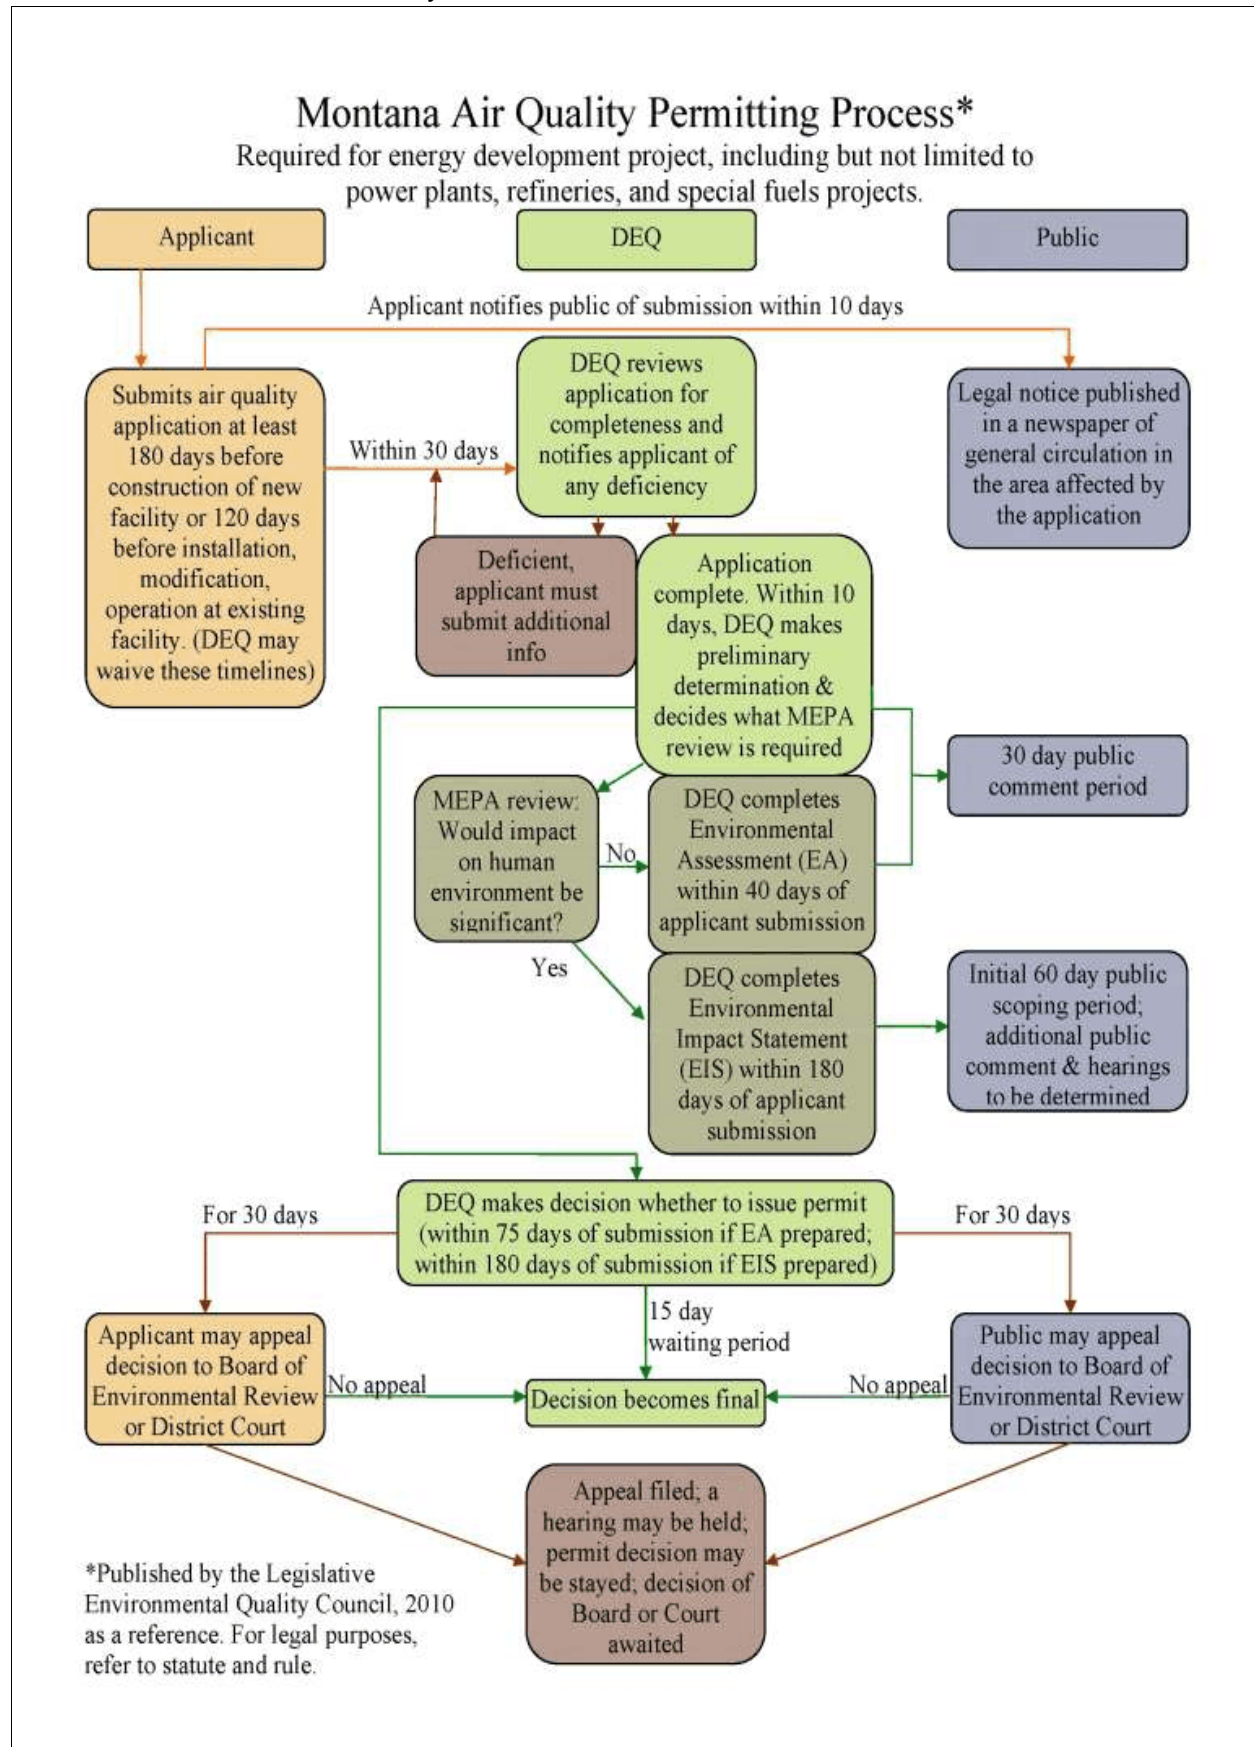 Montana Air Quality Permitting Process*
Required for energy development project, including but not limited to
power plants, refineries, and special fuels projects.
Applicant
DEQ
Public
Applicant notifies public of submission within 10 days
Submits air quality
application at least
180 days before
construction of new
facility or 120 days
before installation,
modification,
operation at existing
facility. (DEQ may
waive these timelines)
Within 30 days
DEQ reviews
application for
completeness and
notifies applicant of
any deficiency
Legal notice published
in a newspaper of
general circulation in
the area affected by
the application
Deficient,
applicant must
submit additional
info
Application
complete. Within 10
days, DEQ makes
preliminary
determination &
decides what MEPA
review is required
30 day public
comment period
MEPA review:
Would impact
on human
environment be
significant?
No
DEQ completes
Environmental
Assessment (EA)
within 40 days of
applicant submission
Yes
DEQ completes
Environmental
Impact Statement
(EIS) within 180
days of applicant
submission
Initial 60 day public
scoping period;
additional public
comment & hearings
to be determined
DEQ makes decision whether to issue permit
(within 75 days of submission if EA prepared;
within 180 days of submission if EIS prepared)
For 30 days
For 30 days
15 day
waiting period
Applicant may appeal
decision to Board of
Environmental Review
or District Court
No appeal
Decision becomes final
No appeal
Public may appeal
decision to Board of
Environmental Review
or District Court
Appeal filed; a
hearing may be held;
permit decision may
be stayed; decision of
Board or Court
awaited
*Published by the Legislative
Environmental Quality Council, 2010
as a reference. For legal purposes,
refer to statute and rule.